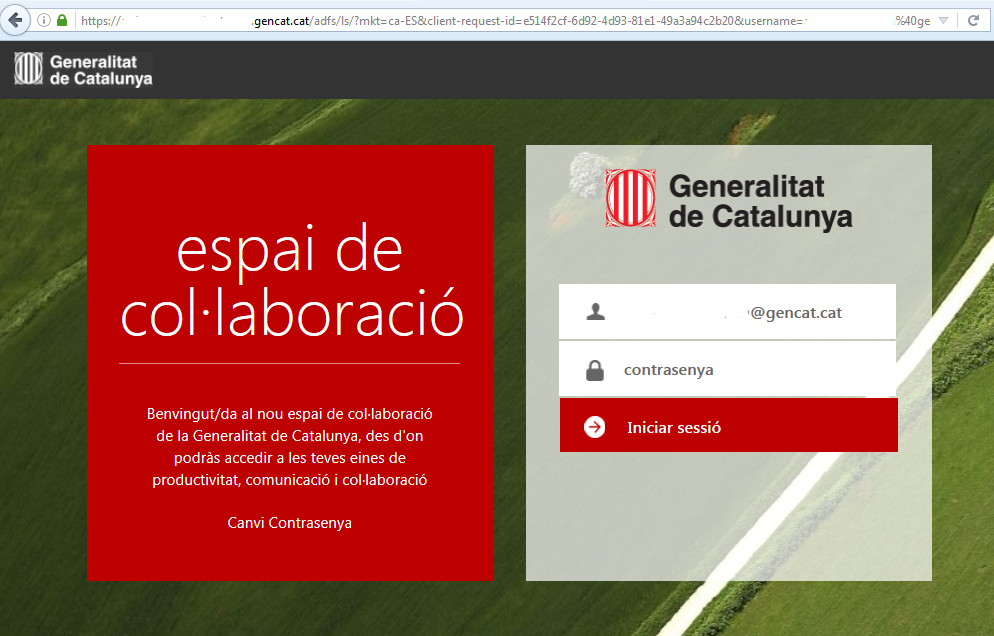 https://
.gencat.cat/adfs/ls/?mkt=ca-ES&client-request-id=e514f2cf-6d92-4d93-81e1-49a3a94c2b20&username=
%40ge
Generalitat
de Catalunya
espai de
col·laboració
Benvingut/da al nou espai de col·laboració
de la Generalitat de Catalunya, des d'on
podràs accedir a les teves eines de
productivitat, comunicació i col·laboració
Canvi Contrasenya
Generalitat
de Catalunya
@gencat.cat
contrasenya
Iniciar sessió